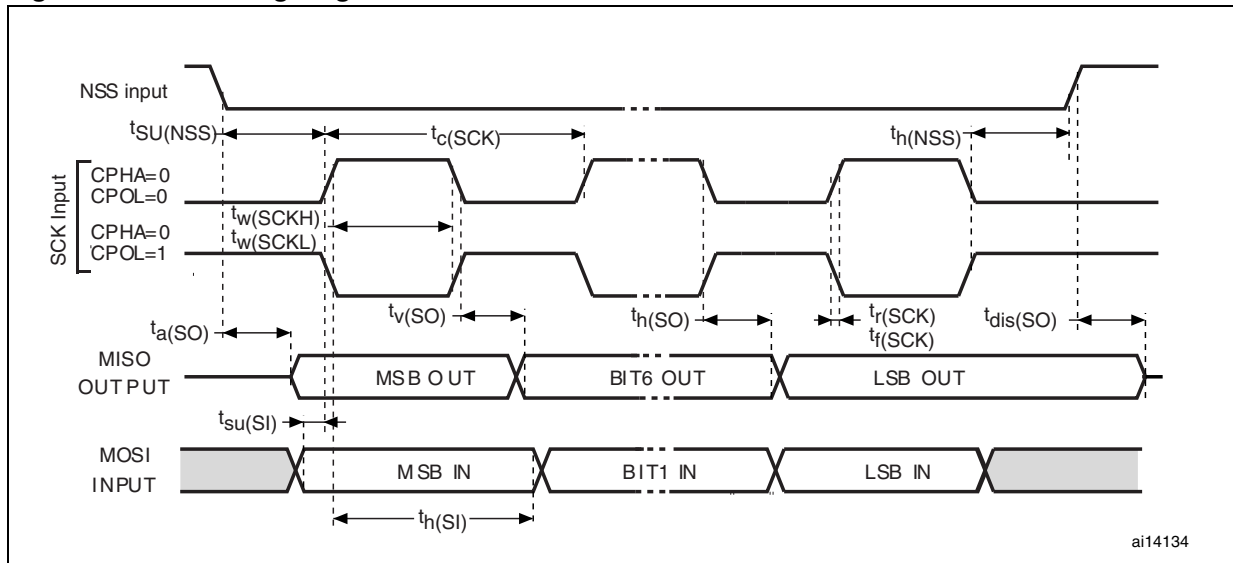 NSS input
tSU(NSS)
tc(SCK)
th(NSS)
SCK Input
CPHA=0
CPOL=0
tw(SCKH)
CPHA=0
tw(SCKL)
CPOL=1
tv(SO)
th(SO)
tr(SCK)
tf(SCK)
tdis(SO)
ta(SO)
MISO
OUTPUT
MSB OUT
BIT6 OUT
LSB OUT
tsu(SI)
MOSI
INPUT
MSB IN
BIT1 IN
LSB IN
th(SI)
ai14134